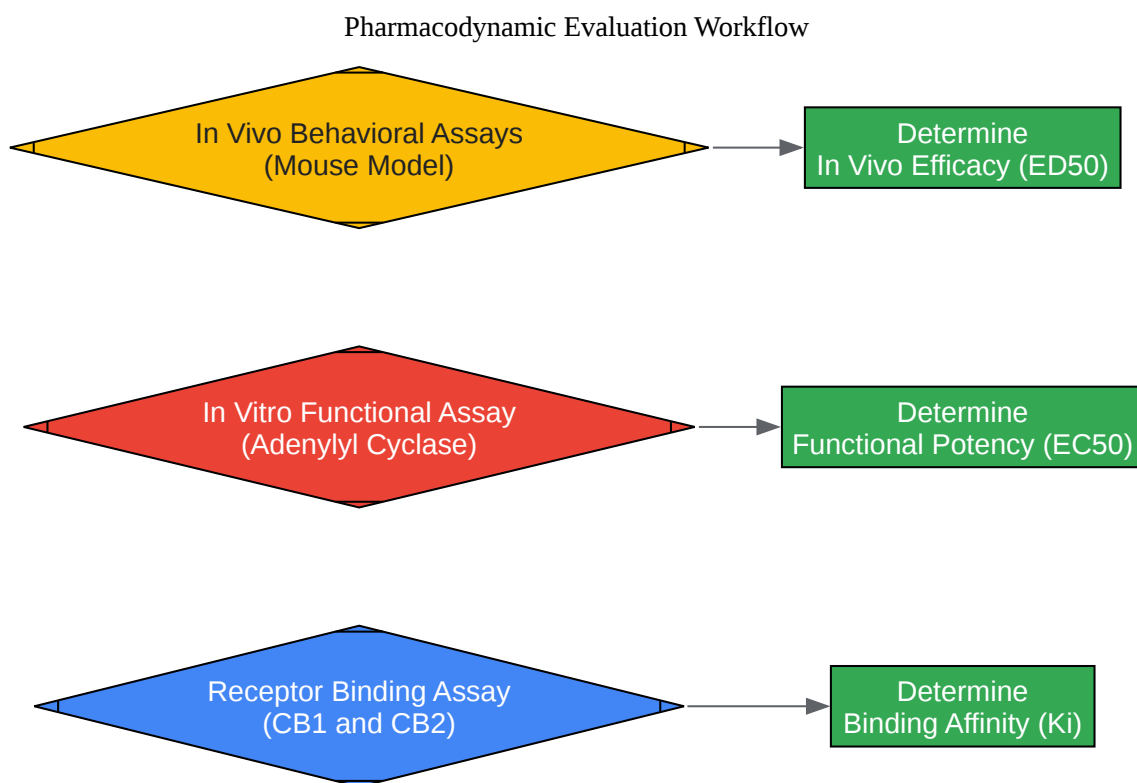 Pharmacodynamic Evaluation Workflow
In Vivo Behavioral Assays
(Mouse Model)
Determine
In Vivo Efficacy (ED50)
In Vitro Functional Assay
(Adenylyl Cyclase)
Determine
Functional Potency (EC50)
Receptor Binding Assay
(CB1 and CB2)
Determine
Binding Affinity (Ki)